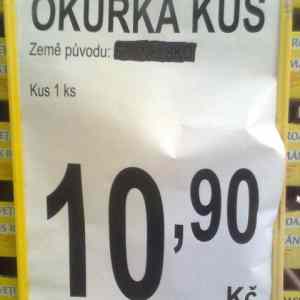 OKURKA KUS
Země původu:
Kus 1 ks
10,90
Kč